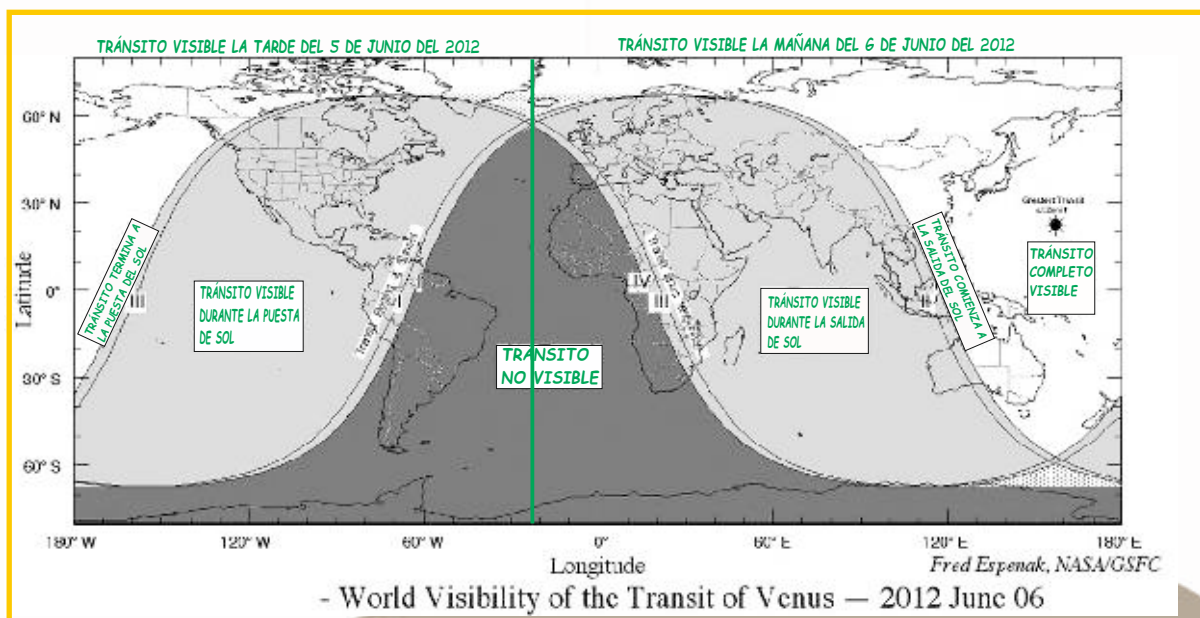 TRÁNSITO VISIBLE LA TARDE DEL 5 DE JUNIO DEL 2012
TRÁNSITO VISIBLE LA MAÑANA DEL 6 DE JUNIO DEL 2012
60° N
30° N
0°
30° S
60° S
Latitude
TRÁNSITO TERMINA A
LA PUESTA DEL SOL
III
TRÁNSITO VISIBLE
DURANTE LA PUESTA
DE SOL
I
TRÁNSITO
NO VISIBLE
IV
III
TRÁNSITO VISIBLE
DURANTE LA SALIDA
DE SOL
TRÁNSITO COMIENZA A
LA SALIDA DEL SOL
II
Greatest Transit
TRÁNSITO
COMPLETO
VISIBLE
180° W
120° W
60° W
0°
60° E
120° E
180° E
Longitude
Fred Espenak, NASA/GSFC
- World Visibility of the Transit of Venus — 2012 June 06